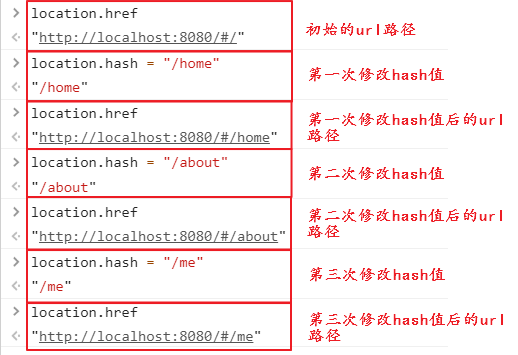 location.href
初始的url路径
"http://localhost:8080/#/"
location.hash = "/home"
第一次修改hash值
"/home"
location.href
第一次修改hash值后的url
路径
"http://localhost:8080/#/home"
location.hash = "/about"
第二次修改hash值
"/about"
location.href
第二次修改hash值后的url
路径
"http://localhost:8080/#/about"
location.hash = "/me"
第三次修改hash值
"/me"
location.href
第三次修改hash值后的url
路径
"http://localhost:8080/#/me"